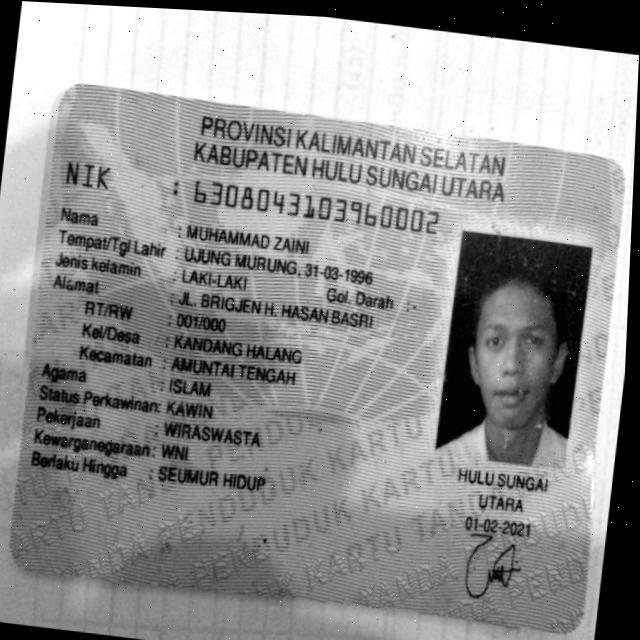 PROVINSI KALIMANTAN SELATAN
KABUPATEN HULU SUNGAI UTARA
NIK : 6308043103960002
Nama : MUHAMMAD ZAINI
Tempat/Tgl Lahir : UJUNG MURUNG, 31-03-1996
Jenis kelamin : LAKI-LAKI Gol. Darah : -
Alamat : JL. BRIGJEN H. HASAN BASRI
RT/RW : 001/000
Kel/Desa : KANDANG HALANG
Kecamatan : AMUNTAI TENGAH
Agama : ISLAM
Status Perkawinan: KAWIN
Pekerjaan : WIRASWASTA
Kewarganegaraan: WNI
Berlaku Hingga : SEUMUR HIDUP
HULU SUNGAI
UTARA
01-02-2021